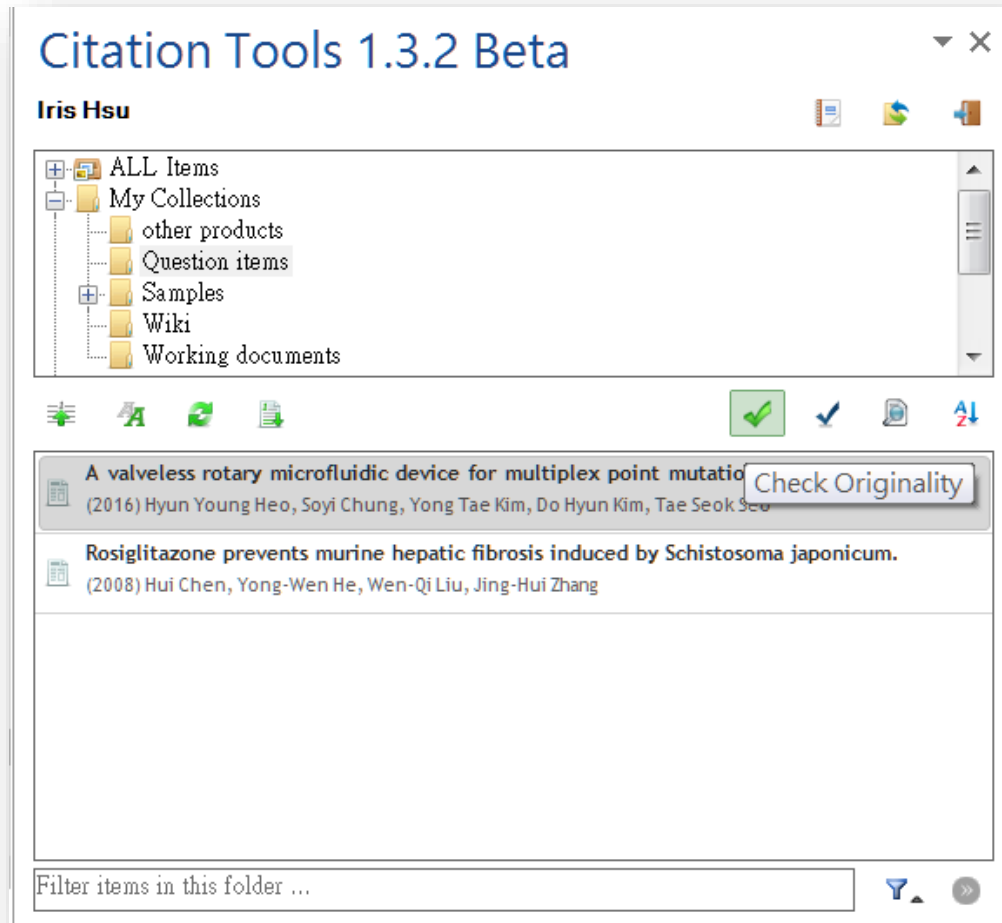 Citation Tools 1.3.2 Beta
Iris Hsu
ALL Items
My Collections
other products
Question items
Samples
Wiki
Working documents
A valveless rotary microfluidic device for multiplex point mutatio
Check Originality
(2016) Hyun Young Heo, Soyi Chung, Yong Tae Kim, Do Hyun Kim, Tae Seok Seo
Rosiglitazone prevents murine hepatic fibrosis induced by Schistosoma japonicum.
(2008) Hui Chen, Yong-Wen He, Wen-Qi Liu, Jing-Hui Zhang
Filter items in this folder ...